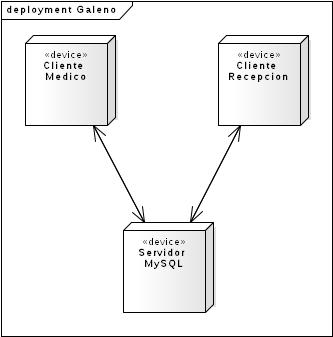 deployment Galeno
«device»
Cliente
Medico
«device»
Cliente
Recepcion
«device»
Servidor
MySQL